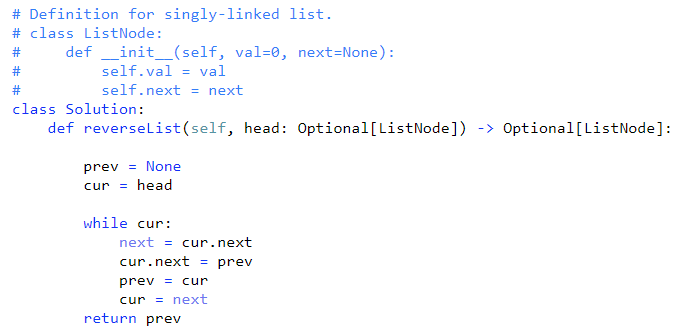 # Definition for singly-linked list.
# class ListNode:
#     def __init__(self, val=0, next=None):
#         self.val = val
#         self.next = next
class Solution:
    def reverseList(self, head: Optional[ListNode]) -> Optional[ListNode]:

        prev = None
        cur = head

        while cur:
            next = cur.next
            cur.next = prev
            prev = cur
            cur = next
        return prev